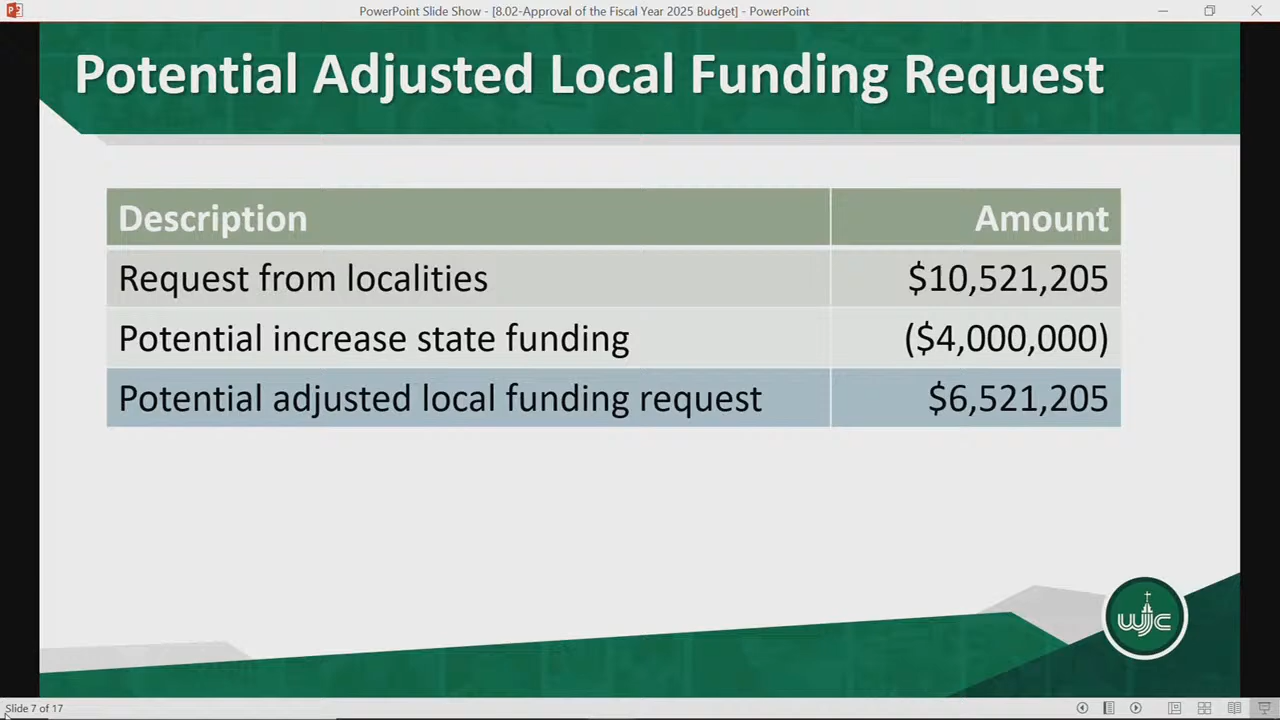 PowerPoint Slide Show - [8.02-Approval of the Fiscal Year 2025 Budget] - PowerPoint
Potential Adjusted Local Funding Request
Description Amount
Request from localities $10,521,205
Potential increase state funding ($4,000,000)
Potential adjusted local funding request $6,521,205
WJC
Slide 7 of 17